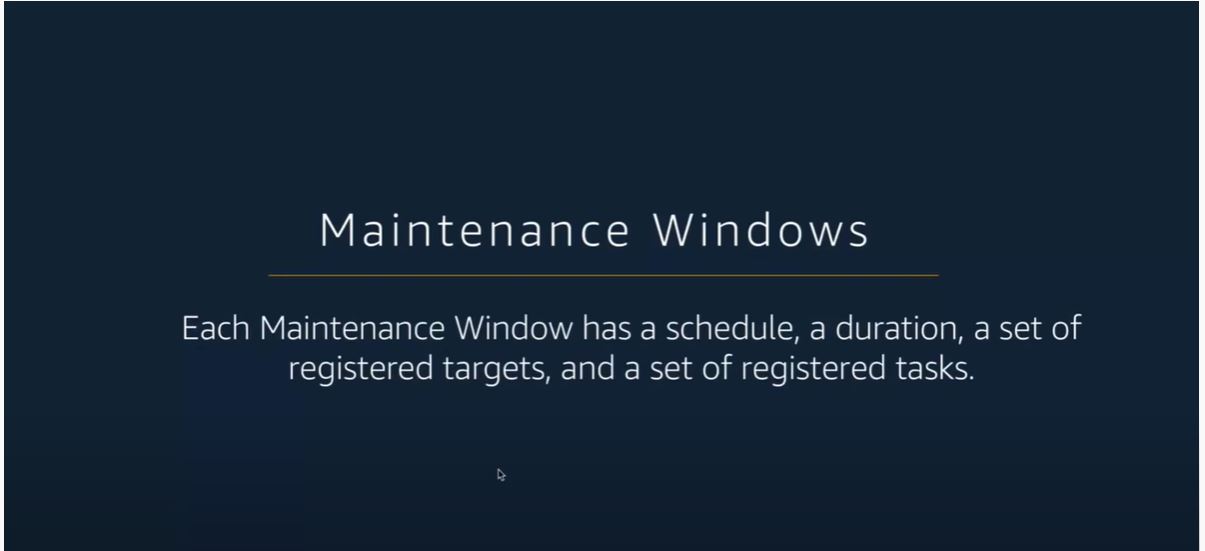 Maintenance Windows
Each Maintenance Window has a schedule, a duration, a set of
registered targets, and a set of registered tasks.